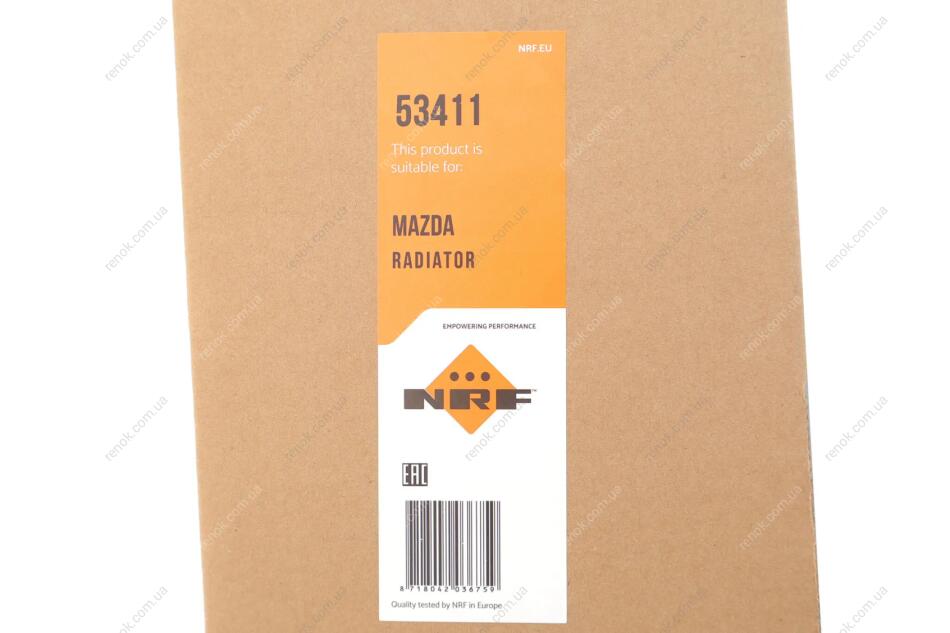 NRF.EU
53411
This product is
suitable for:
MAZDA
RADIATOR
EMPOWERING PERFORMANCE
NRF™
EAC
8 718042 036759
Quality tested by NRF in Europe
renok.com.ua